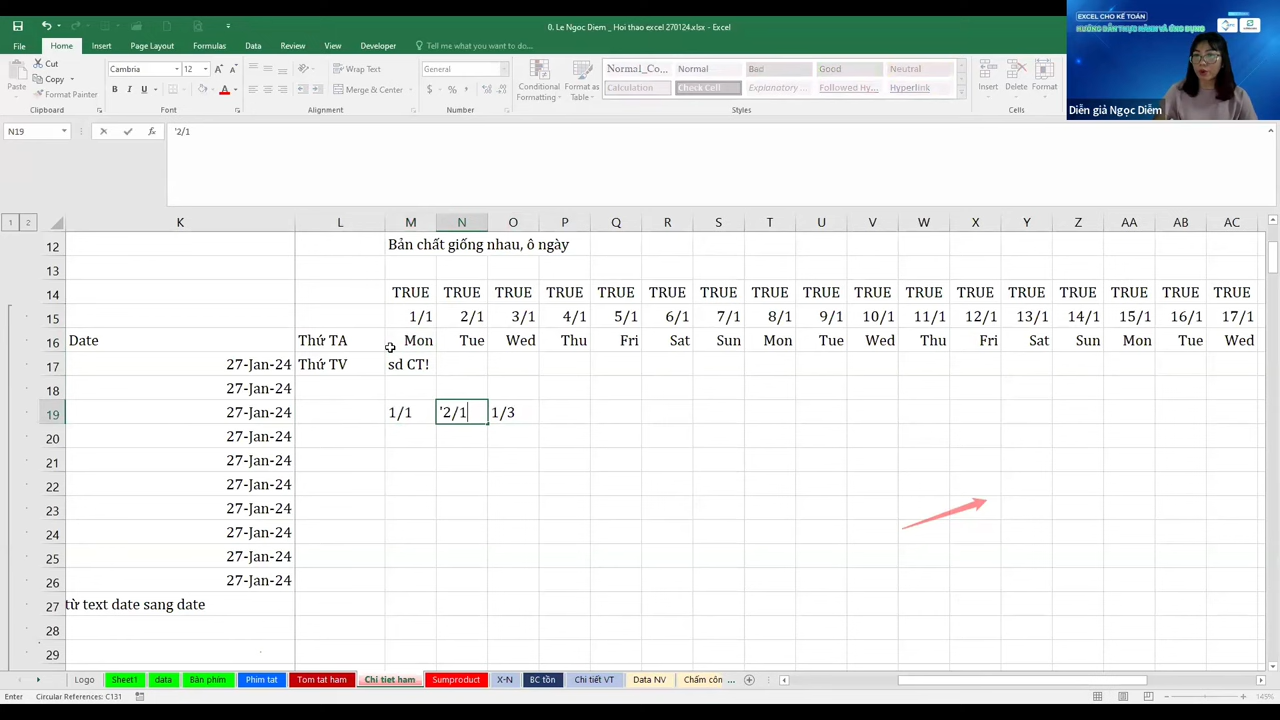 0. Le Ngoc Diem _ Hoi thao excel 270124.xlsx - Excel
File Home Insert Page Layout Formulas Data Review View Developer Tell me what you want to do...
Cut
Copy
Format Painter
Paste
Cambria 12
Wrap Text
Merge & Center
General
Conditional Formatting
Format as Table
Normal_Co... Normal Bad Good Neutral
Calculation Check Cell Explanatory ... Followed Hy... Hyperlink
Insert Delete Format
Clipboard Font Alignment Number Styles Cells
EXCEL CHO KẾ TOÁN
HƯỚNG DẪN THỰC HÀNH VÀ ỨNG DỤNG
Diễn giả Ngọc Diễm
N19 fx '2/1
1 2 K L M N O P Q R S T U V W X Y Z AA AB AC
12 Bản chất giống nhau, ô ngày
13
14 TRUE TRUE TRUE TRUE TRUE TRUE TRUE TRUE TRUE TRUE TRUE TRUE TRUE TRUE TRUE TRUE TRUE
15 1/1 2/1 3/1 4/1 5/1 6/1 7/1 8/1 9/1 10/1 11/1 12/1 13/1 14/1 15/1 16/1 17/1
16 Date Thứ TA Mon Tue Wed Thu Fri Sat Sun Mon Tue Wed Thu Fri Sat Sun Mon Tue Wed
17 27-Jan-24 Thứ TV sd CT!
18 27-Jan-24
19 27-Jan-24 1/1 '2/1 1/3
20 27-Jan-24
21 27-Jan-24
22 27-Jan-24
23 27-Jan-24
24 27-Jan-24
25 27-Jan-24
26 27-Jan-24
27 từ text date sang date
28
29
Logo Sheet1 data Bàn phím Phim tat Tom tat ham Chi tiet ham Sumproduct X-N BC tồn Chi tiết VT Data NV Chấm côn ...
Enter Circular References: C131 145%